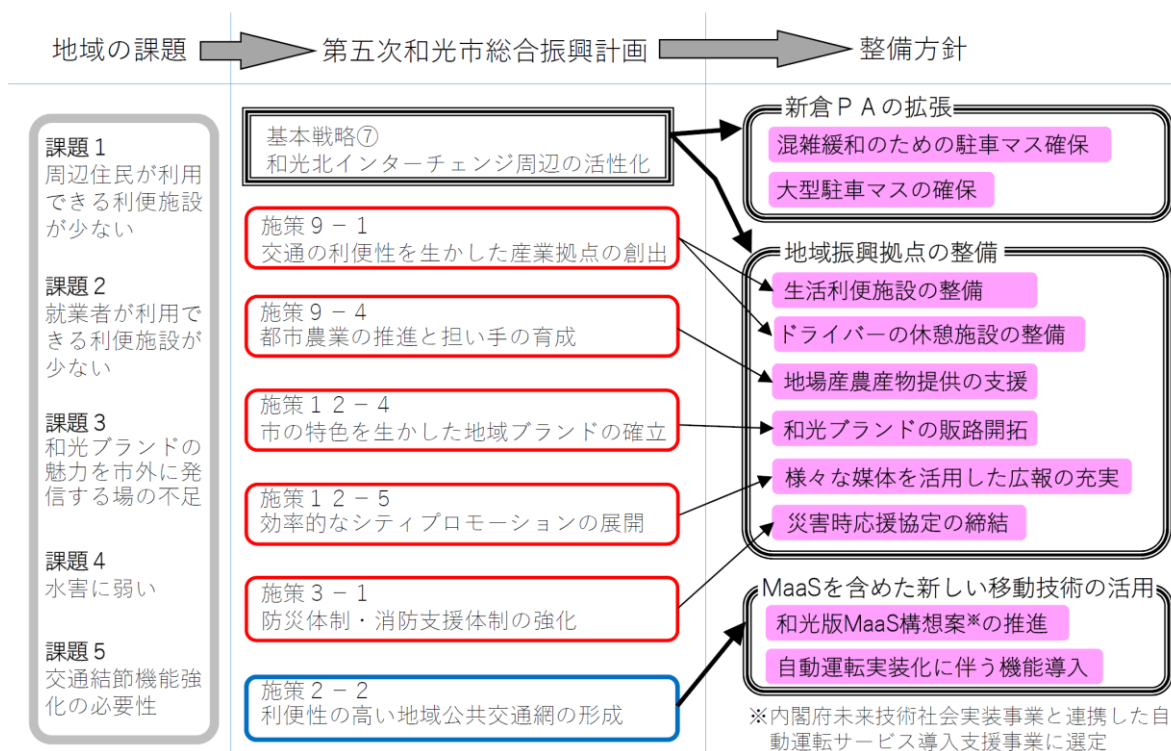 地域の課題
第五次和光市総合振興計画
整備方針
課題１
周辺住民が利用
できる利便施設
が少ない
課題２
就業者が利用で
きる利便施設が
少ない
課題３
和光ブランドの
魅力を市外に発
信する場の不足
課題４
水害に弱い
課題５
交通結節機能強
化の必要性
基本戦略⑦
和光北インターチェンジ周辺の活性化
施策９－１
交通の利便性を生かした産業拠点の創出
施策９－４
都市農業の推進と担い手の育成
施策１２－４
市の特色を生かした地域ブランドの確立
施策１２－５
効率的なシティプロモーションの展開
施策３－１
防災体制・消防支援体制の強化
施策２－２
利便性の高い地域公共交通網の形成
新倉ＰＡの拡張
混雑緩和のための駐車マス確保
大型駐車マスの確保
地域振興拠点の整備
生活利便施設の整備
ドライバーの休憩施設の整備
地場産農産物提供の支援
和光ブランドの販路開拓
様々な媒体を活用した広報の充実
災害時応援協定の締結
MaaSを含めた新しい移動技術の活用
和光版MaaS構想案※の推進
自動運転実装化に伴う機能導入
※内閣府未来技術社会実装事業と連携した自
動運転サービス導入支援事業に選定